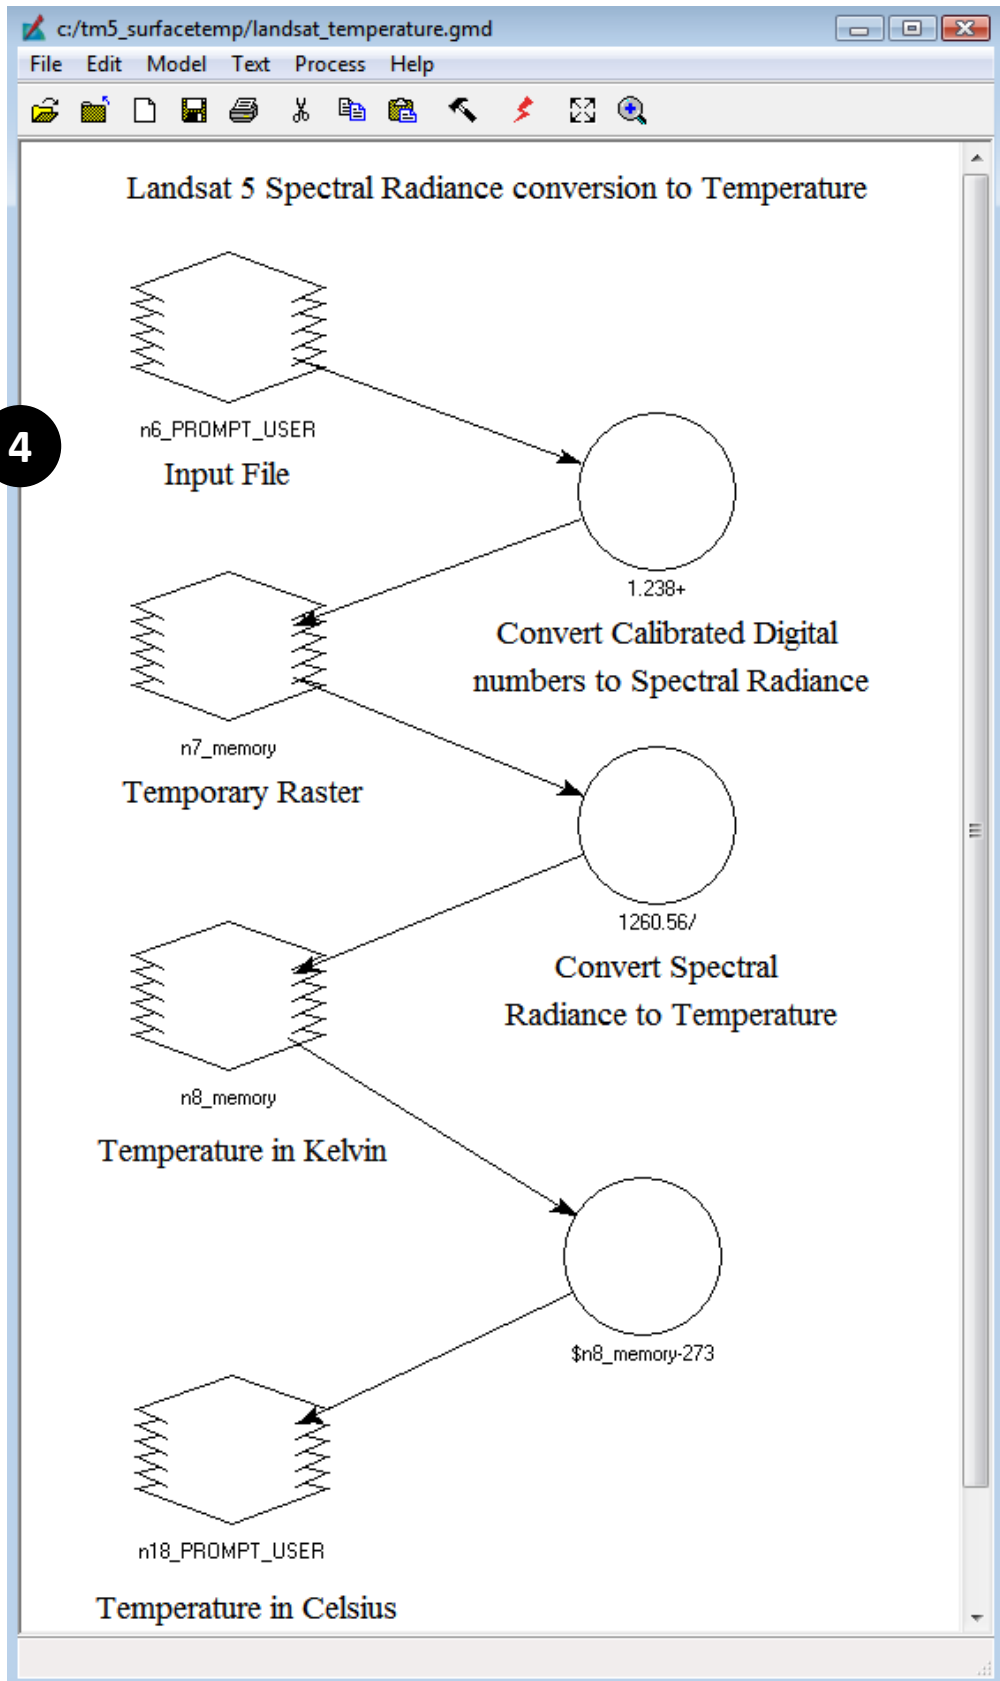 c:/tm5_surfacetemp/landsat_temperature.gmd
File Edit Model Text Process Help
Landsat 5 Spectral Radiance conversion to Temperature
n6_PROMPT_USER
4
Input File
1.238+
Convert Calibrated Digital
numbers to Spectral Radiance
n7_memory
Temporary Raster
1260.56/
Convert Spectral
Radiance to Temperature
n8_memory
Temperature in Kelvin
$n8_memory-273
n18_PROMPT_USER
Temperature in Celsius